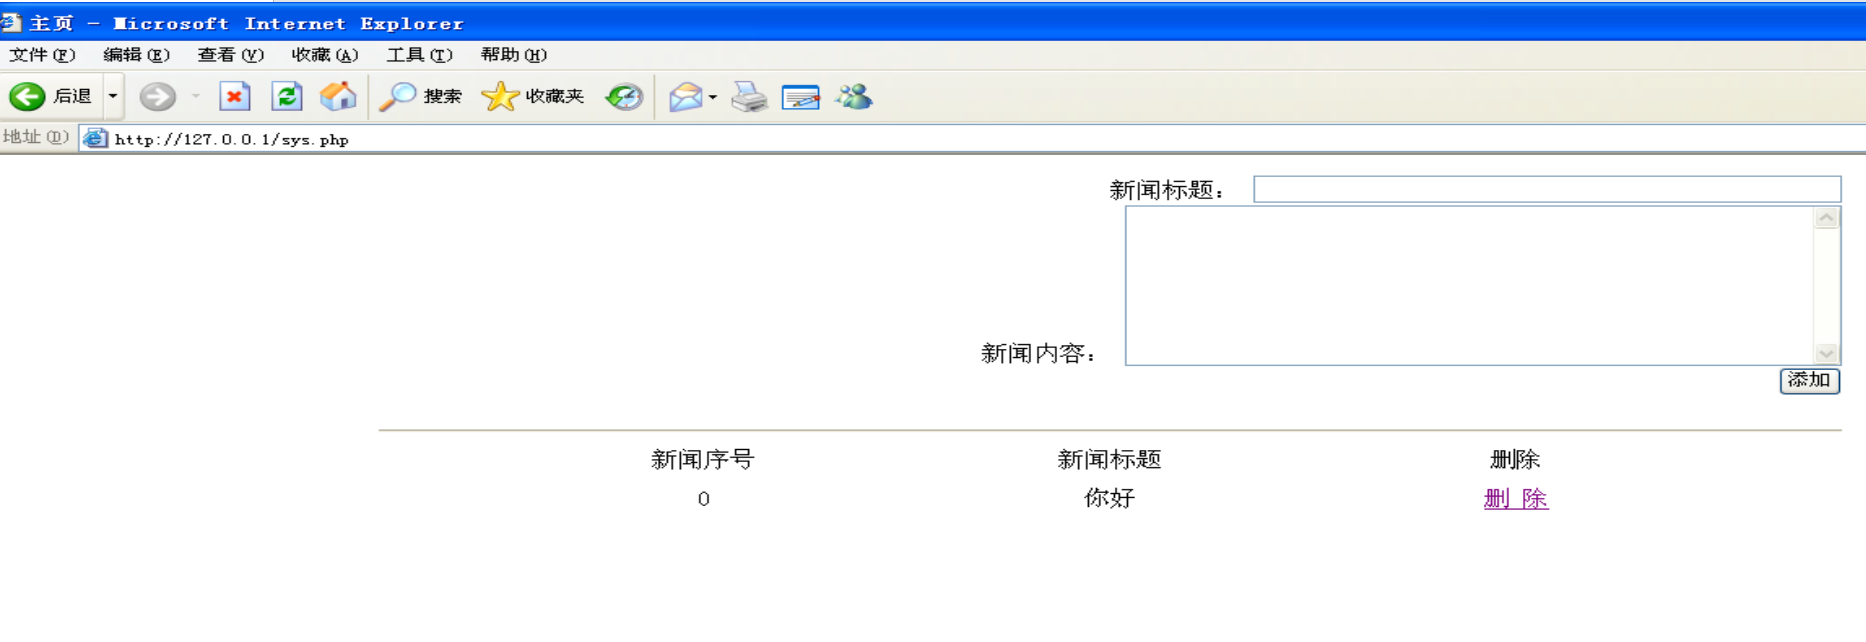 主页 - Microsoft Internet Explorer
文件(F) 编辑(E) 查看(V) 收藏(A) 工具(T) 帮助(H)
后退 搜索 收藏夹
地址(D) http://127.0.0.1/sys.php
新闻标题：
新闻内容：
添加
新闻序号 新闻标题 删除
0 你好 删 除